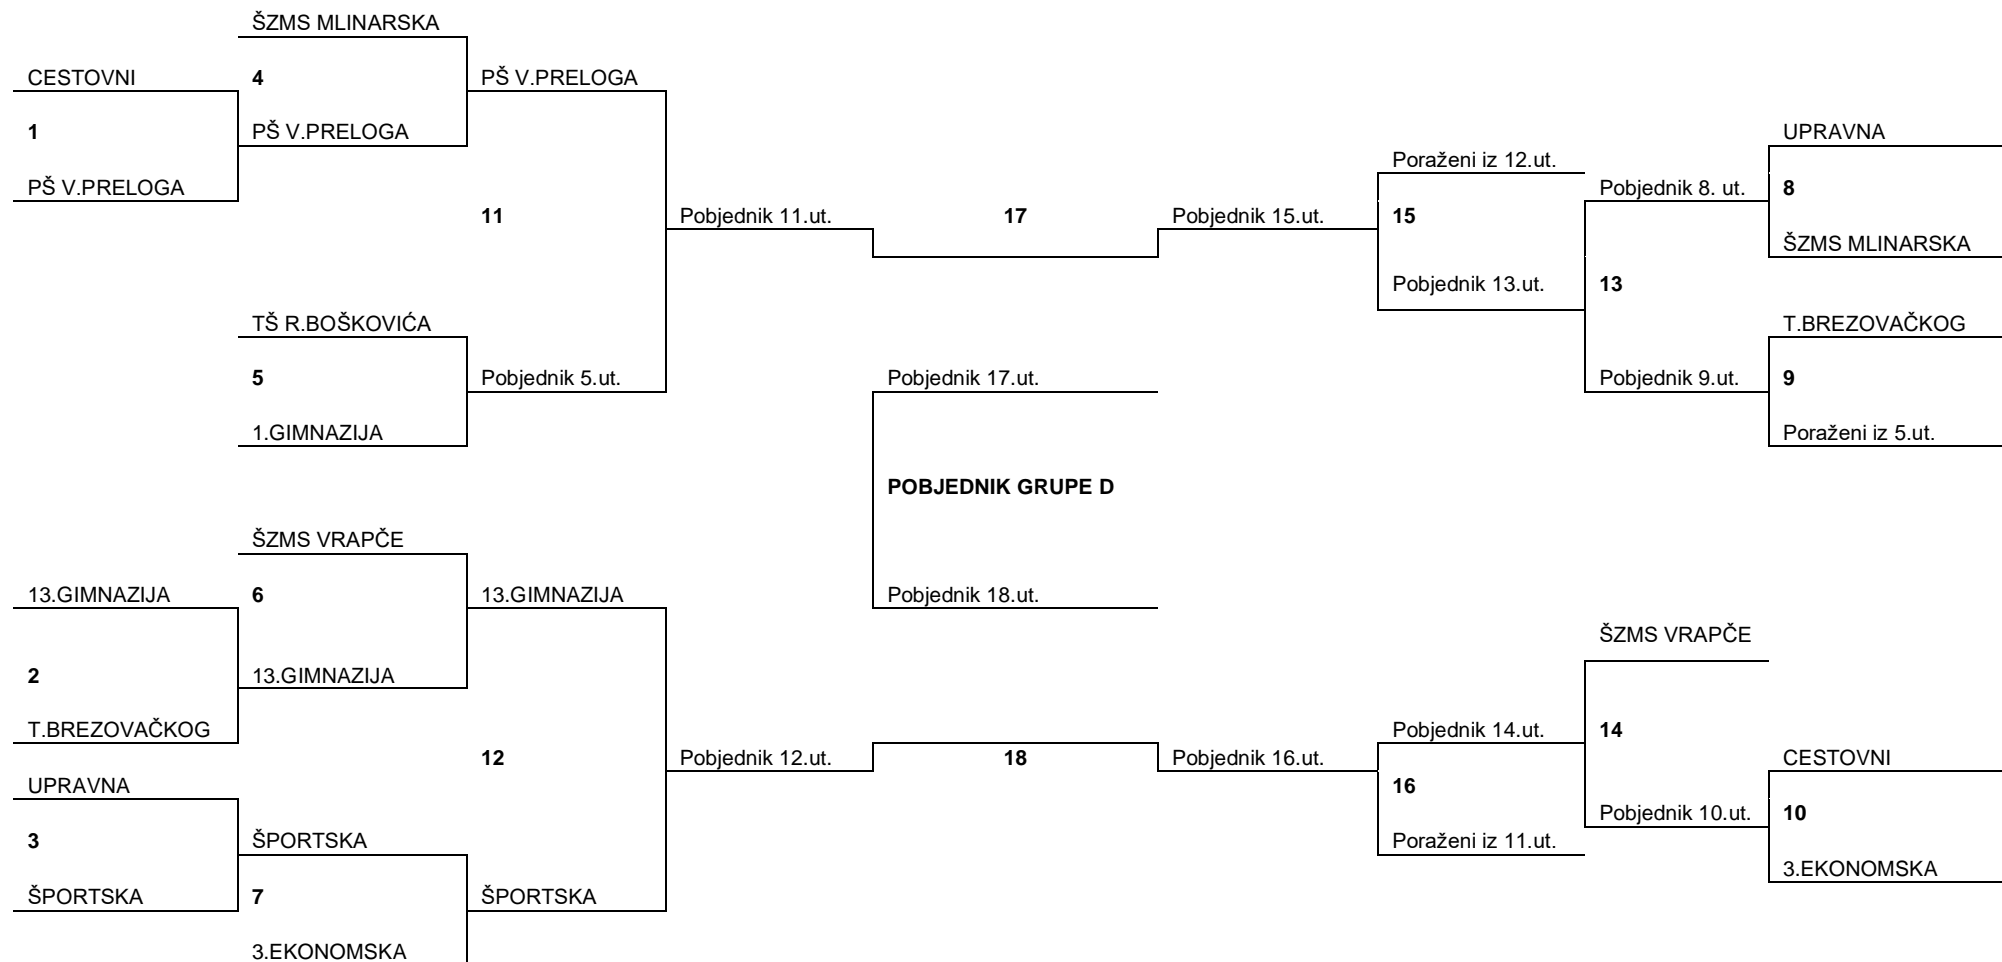 ŠZMS MLINARSKA
CESTOVNI
4
PŠ V.PRELOGA
1
PŠ V.PRELOGA
UPRAVNA
Poraženi iz 12.ut.
PŠ V.PRELOGA
Pobjednik 8. ut.
8
11
Pobjednik 11.ut.
17
Pobjednik 15.ut.
15
ŠZMS MLINARSKA
Pobjednik 13.ut.
13
TŠ R.BOŠKOVIĆA
T.BREZOVAČKOG
5
Pobjednik 5.ut.
Pobjednik 17.ut.
Pobjednik 9.ut.
9
1.GIMNAZIJA
Poraženi iz 5.ut.
POBJEDNIK GRUPE D
ŠZMS VRAPČE
13.GIMNAZIJA
6
13.GIMNAZIJA
Pobjednik 18.ut.
ŠZMS VRAPČE
2
13.GIMNAZIJA
T.BREZOVAČKOG
Pobjednik 14.ut.
14
12
Pobjednik 12.ut.
18
Pobjednik 16.ut.
CESTOVNI
UPRAVNA
16
Pobjednik 10.ut.
10
3
ŠPORTSKA
Poraženi iz 11.ut.
3.EKONOMSKA
ŠPORTSKA
7
ŠPORTSKA
3.EKONOMSKA